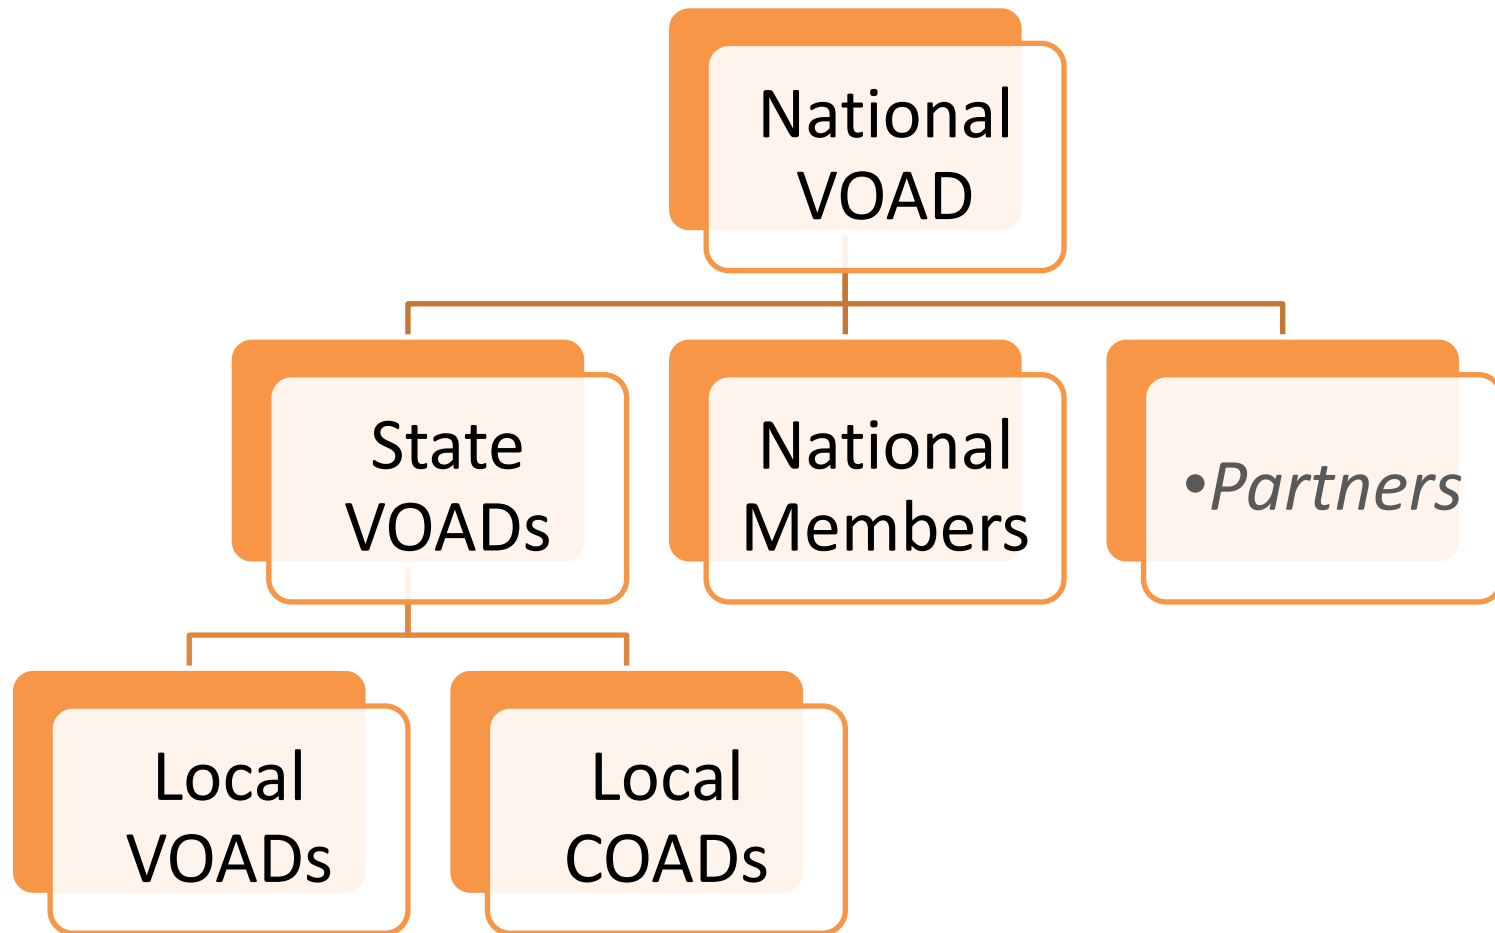 National
VOAD
State
VOADs
National
Members
•Partners
Local
VOADs
Local
COADs